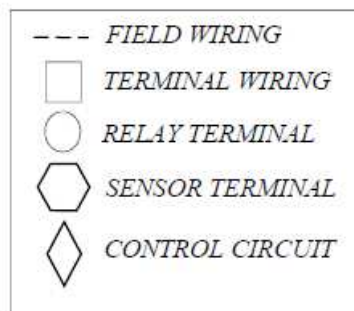 FIELD WIRING
TERMINAL WIRING
RELAY TERMINAL
SENSOR TERMINAL
CONTROL CIRCUIT